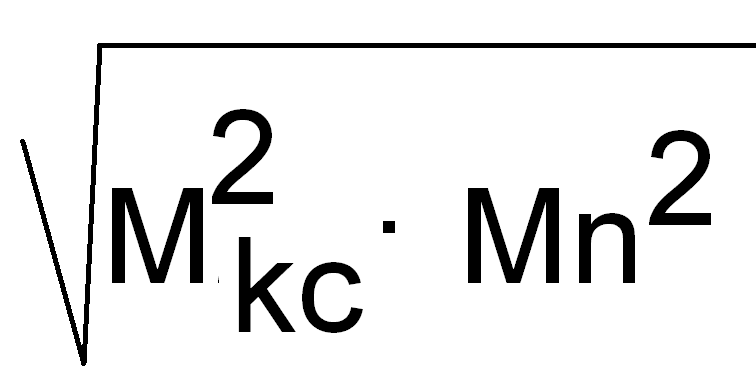 √M²kc · Mn²